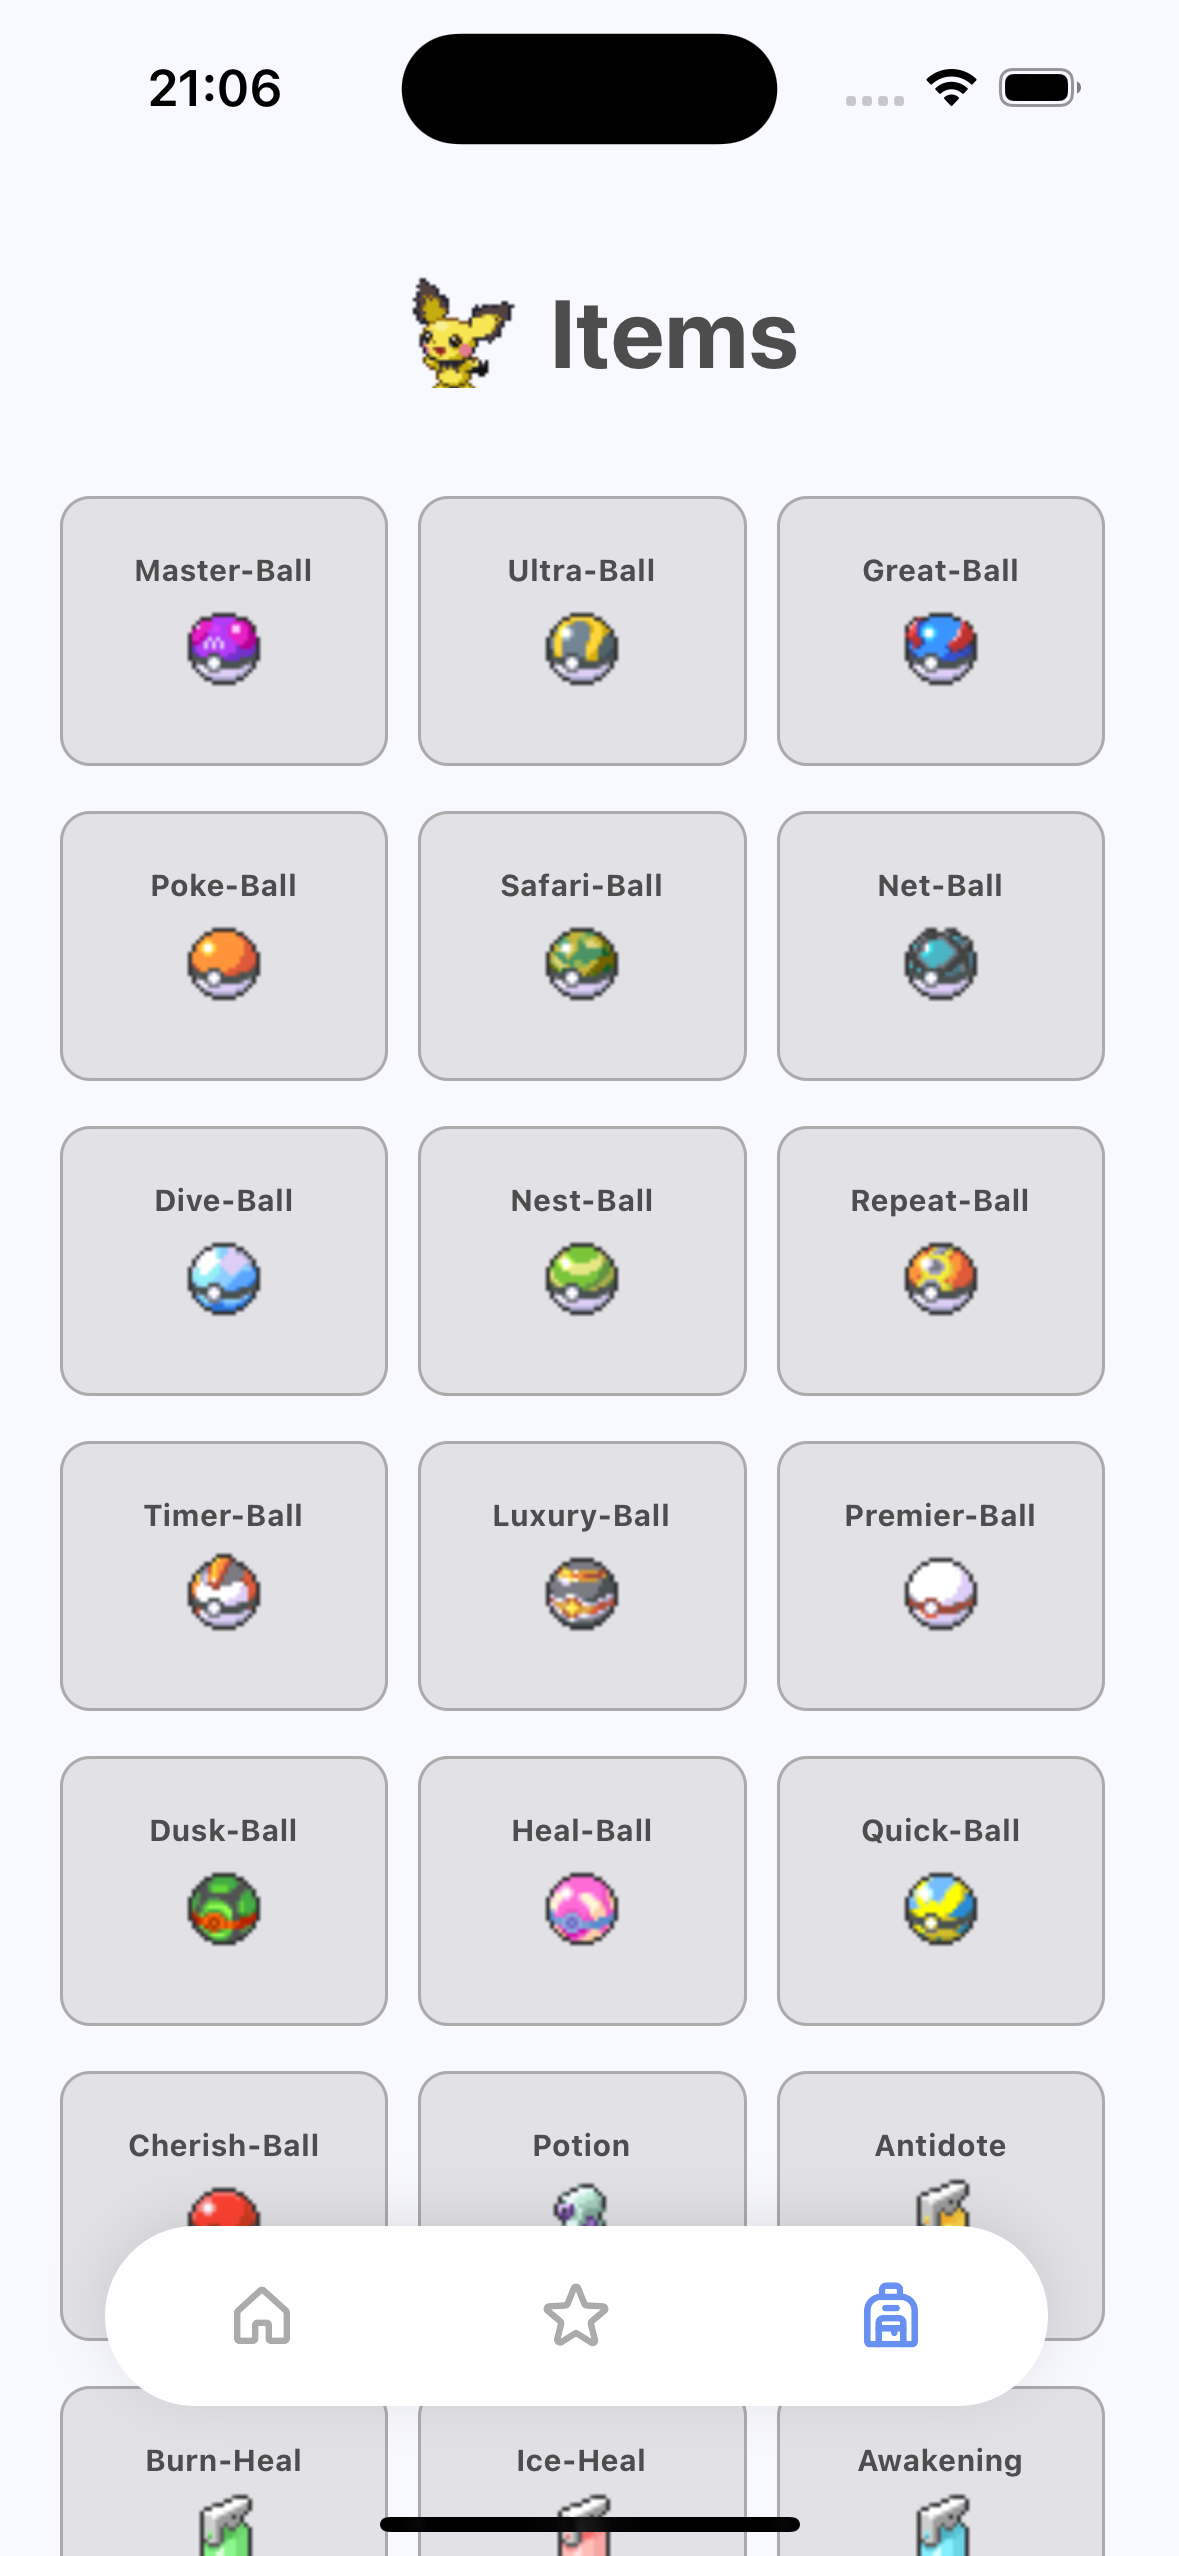 21:06
Items
Master-Ball Ultra-Ball Great-Ball
Poke-Ball Safari-Ball Net-Ball
Dive-Ball Nest-Ball Repeat-Ball
Timer-Ball Luxury-Ball Premier-Ball
Dusk-Ball Heal-Ball Quick-Ball
Cherish-Ball Potion Antidote
Burn-Heal Ice-Heal Awakening